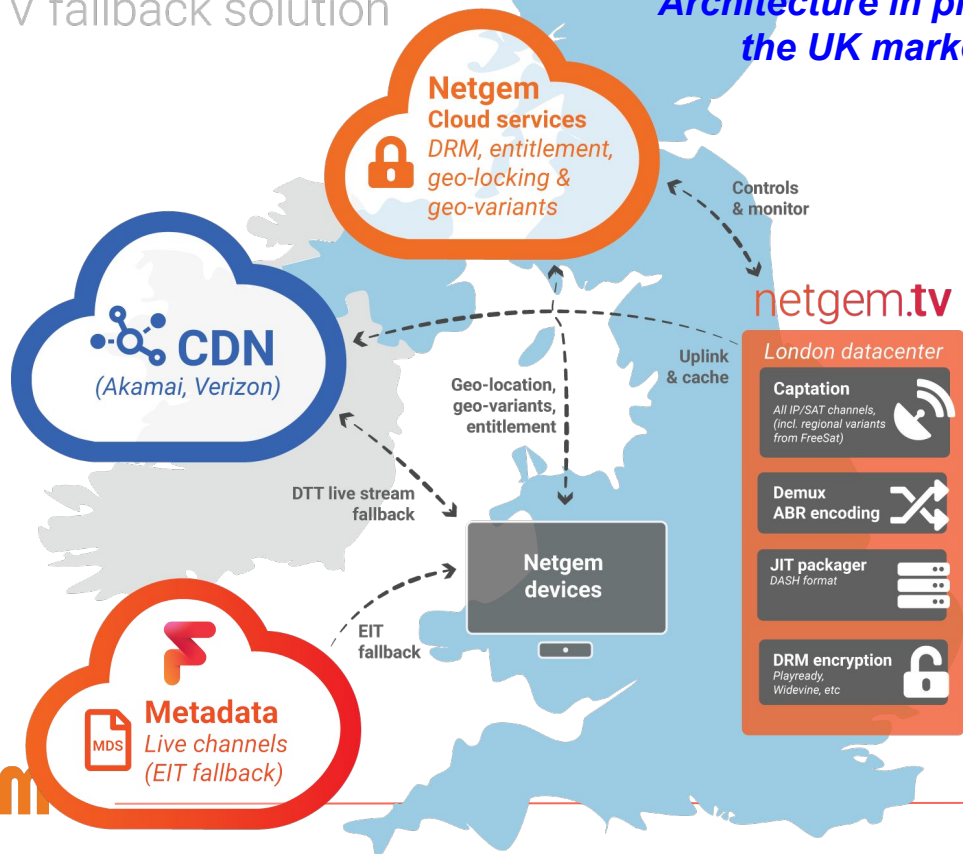 V fallback solution
Architecture in
the UK
Netgem
Cloud services
DRM, entitlement,
geo-locking &
geo-variants
Controls
& monitor
CDN
(Akamai, Verizon)
netgem.tv
London datacenter
Captation
All IP/SAT channels,
(incl. regional variants
from FreeSat)
Demux
ABR encoding
JIT packager
DASH format
DRM encryption
Playready,
Widevine, etc
Uplink
& cache
Geo-location,
geo-variants,
entitlement
DTT live stream
fallback
Netgem
devices
EIT
fallback
MDS
Metadata
Live channels
(EIT fallback)
m